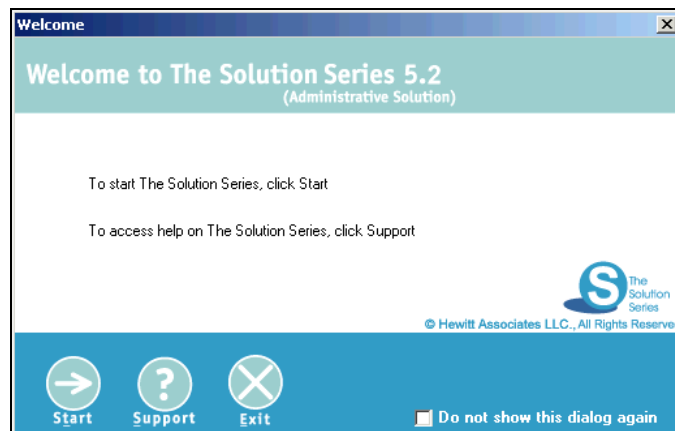 Welcome
Welcome to The Solution Series 5.2
(Administrative Solution)
To start The Solution Series, click Start
To access help on The Solution Series, click Support
S
The
Solution
Series
© Hewitt Associates LLC., All Rights Reserve
Start
Support
Exit
Do not show this dialog again